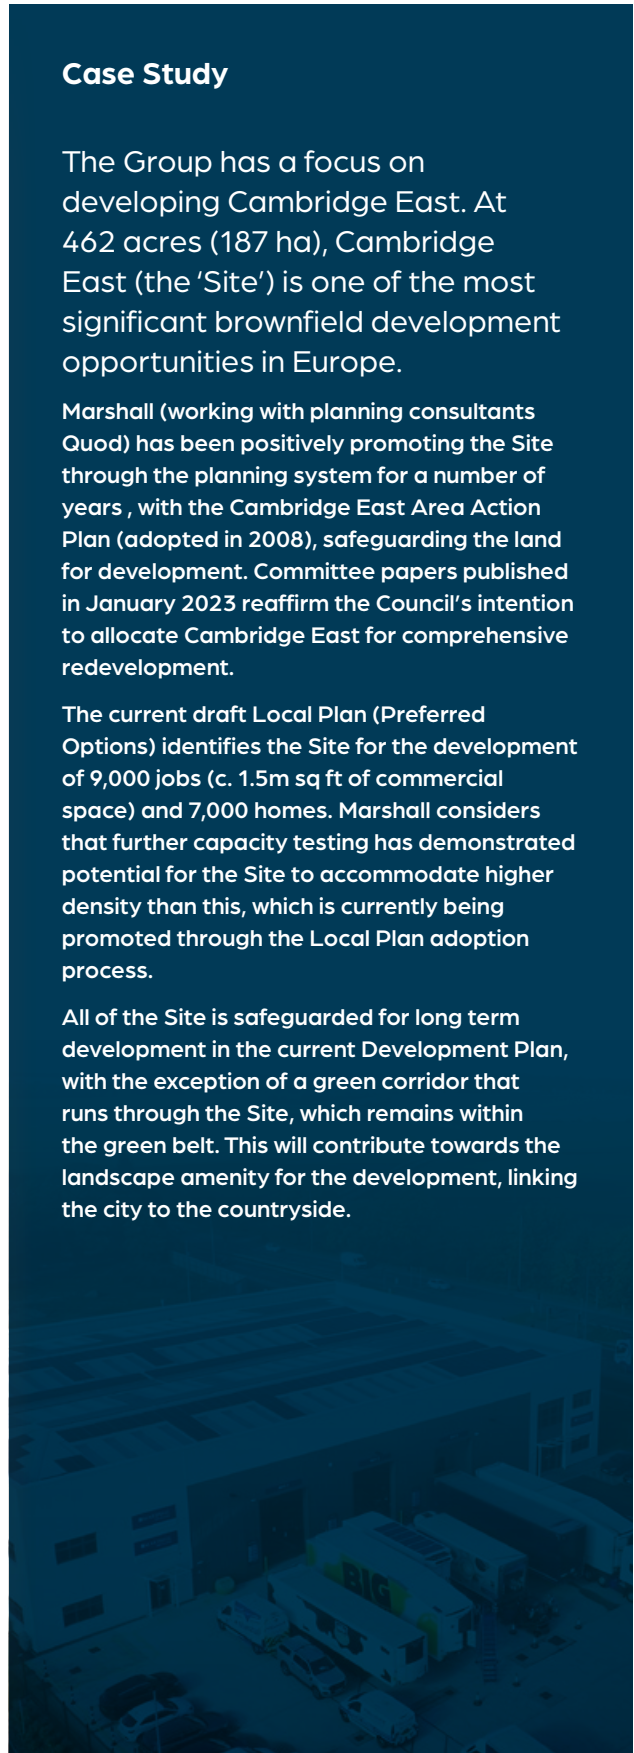 Case Study
The Group has a focus on
developing Cambridge East. At
462 acres (187 ha), Cambridge
East (the ‘Site’) is one of the most
significant brownfield development
opportunities in Europe.
Marshall (working with planning consultants
Quod) has been positively promoting the Site
through the planning system for a number of
years , with the Cambridge East Area Action
Plan (adopted in 2008), safeguarding the land
for development. Committee papers published
in January 2023 reaffirm the Council’s intention
to allocate Cambridge East for comprehensive
redevelopment.
The current draft Local Plan (Preferred
Options) identifies the Site for the development
of 9,000 jobs (c. 1.5m sq ft of commercial
space) and 7,000 homes. Marshall considers
that further capacity testing has demonstrated
potential for the Site to accommodate higher
density than this, which is currently being
promoted through the Local Plan adoption
process.
All of the Site is safeguarded for long term
development in the current Development Plan,
with the exception of a green corridor that
runs through the Site, which remains within
the green belt. This will contribute towards the
landscape amenity for the development, linking
the city to the countryside.
BIG